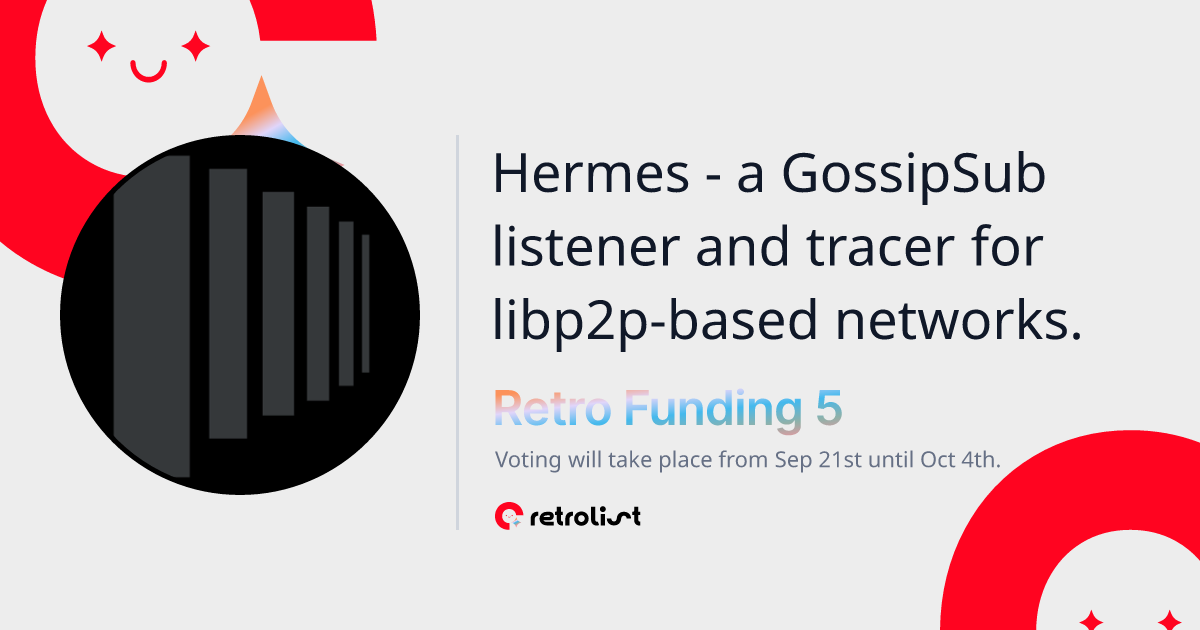 Hermes - a GossipSub
listener and tracer for
libp2p-based networks.
Retro Funding 5
Voting will take place from Sep 21st until Oct 4th.
retrolist